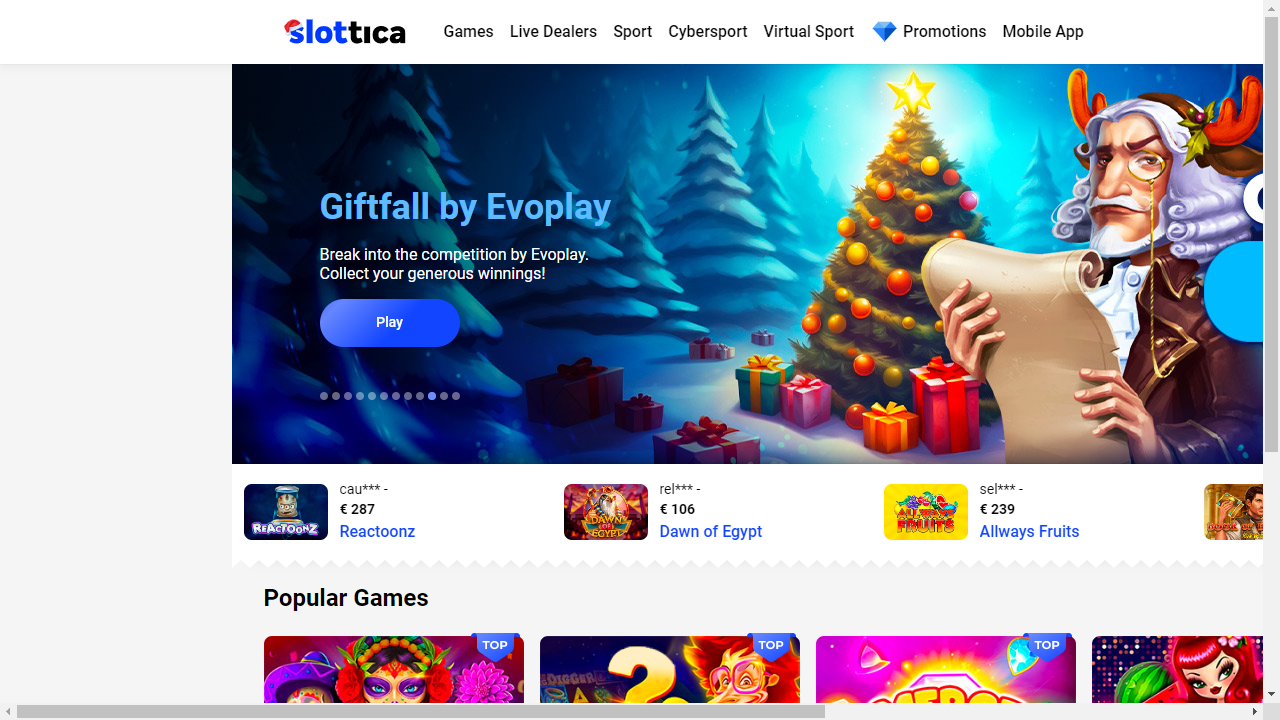 slottica
Games Live Dealers Sport Cybersport Virtual Sport Promotions Mobile App
Giftfall by Evoplay
Break into the competition by Evoplay.
Collect your generous winnings!
Play
cau*** -
€ 287
Reactoonz
REACTOONZ
rel*** -
€ 106
Dawn of Egypt
DAWN OF EGYPT
sel*** -
€ 239
Allways Fruits
ALLWAYS FRUITS
Popular Games
TOP
TOP
TOP